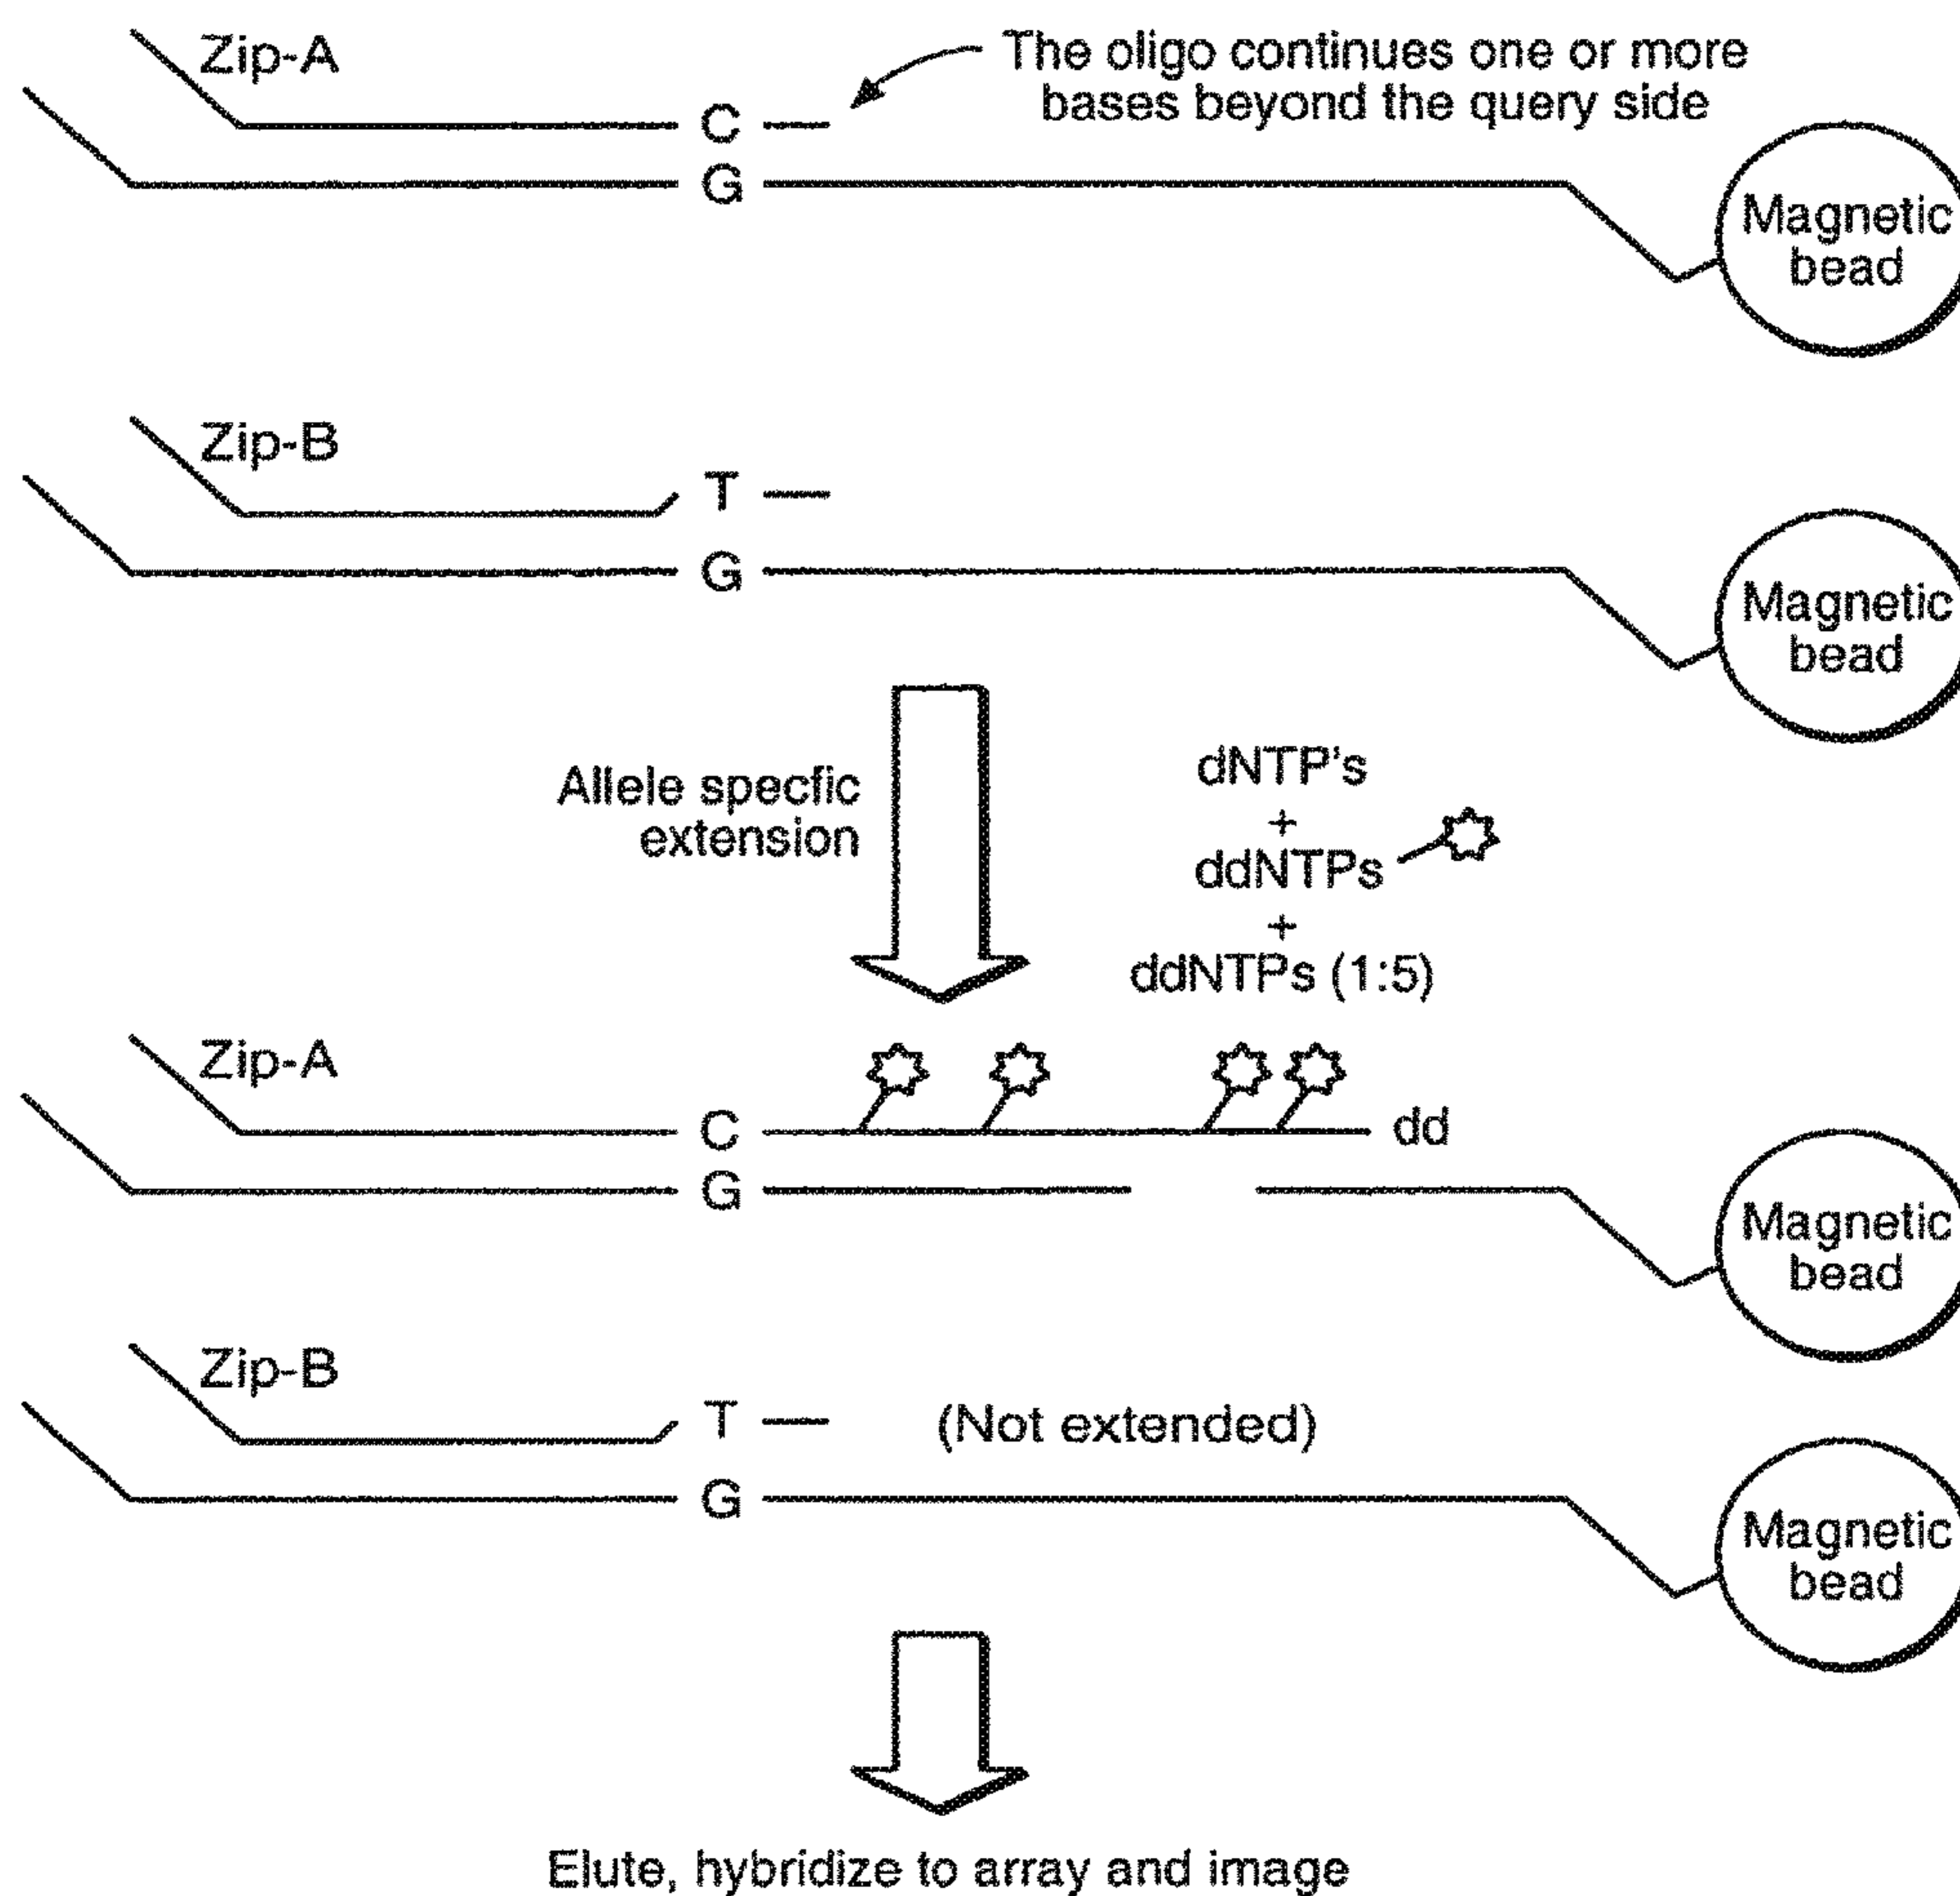 Zip-A
The oligo continues one or more
bases beyond the query side
C
G
Magnetic
bead
Zip-B
T
G
Magnetic
bead
Allele specfic
extension
dNTP's
+
ddNTPs
+
ddNTPs (1:5)
Zip-A
C
dd
G
Magnetic
bead
Zip-B
T
(Not extended)
G
Magnetic
bead
Elute, hybridize to array and image